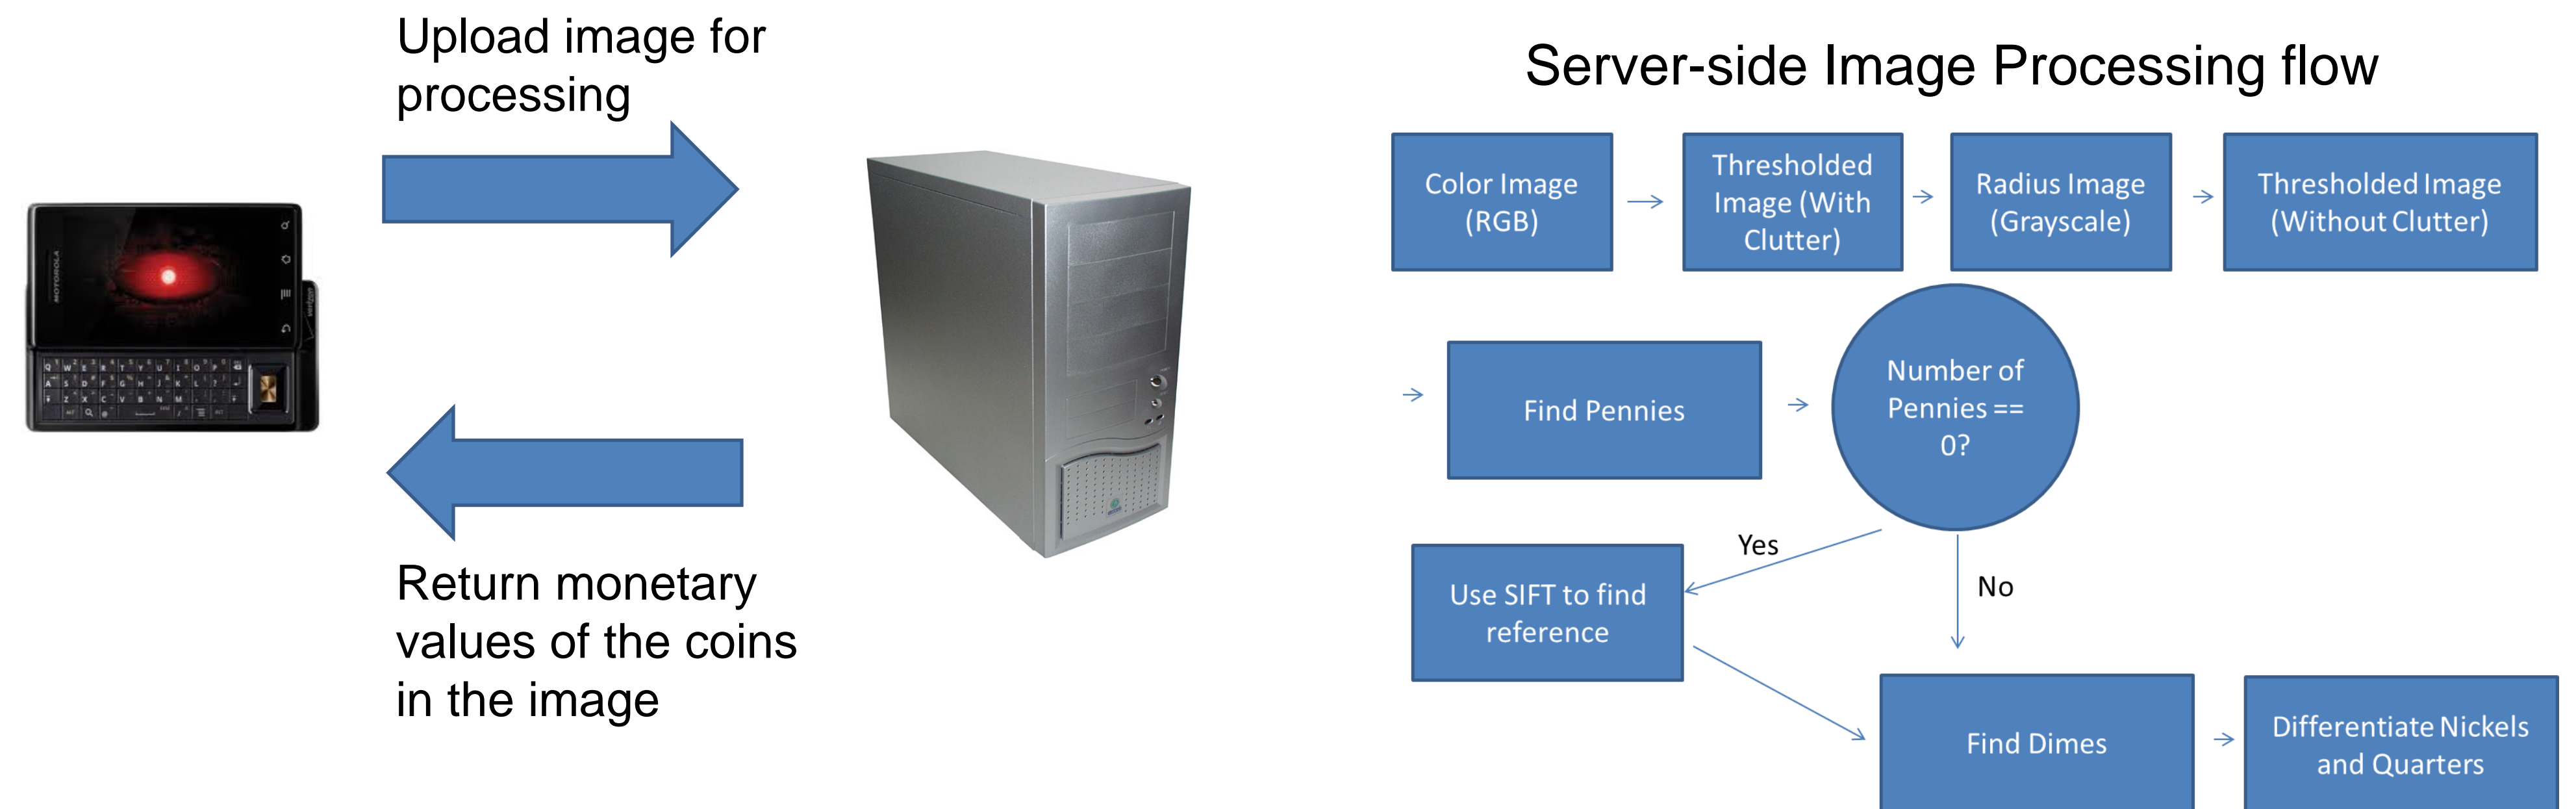 Upload image for
processing
Return monetary
values of the coins
in the image
MOTOROLA
Server-side Image Processing flow
Color Image
(RGB)
Thresholded
Image (With
Clutter)
Radius Image
(Grayscale)
Thresholded Image
(Without Clutter)
Find Pennies
Number of
Pennies ==
0?
Yes
No
Use SIFT to find
reference
Find Dimes
Differentiate Nickels
and Quarters